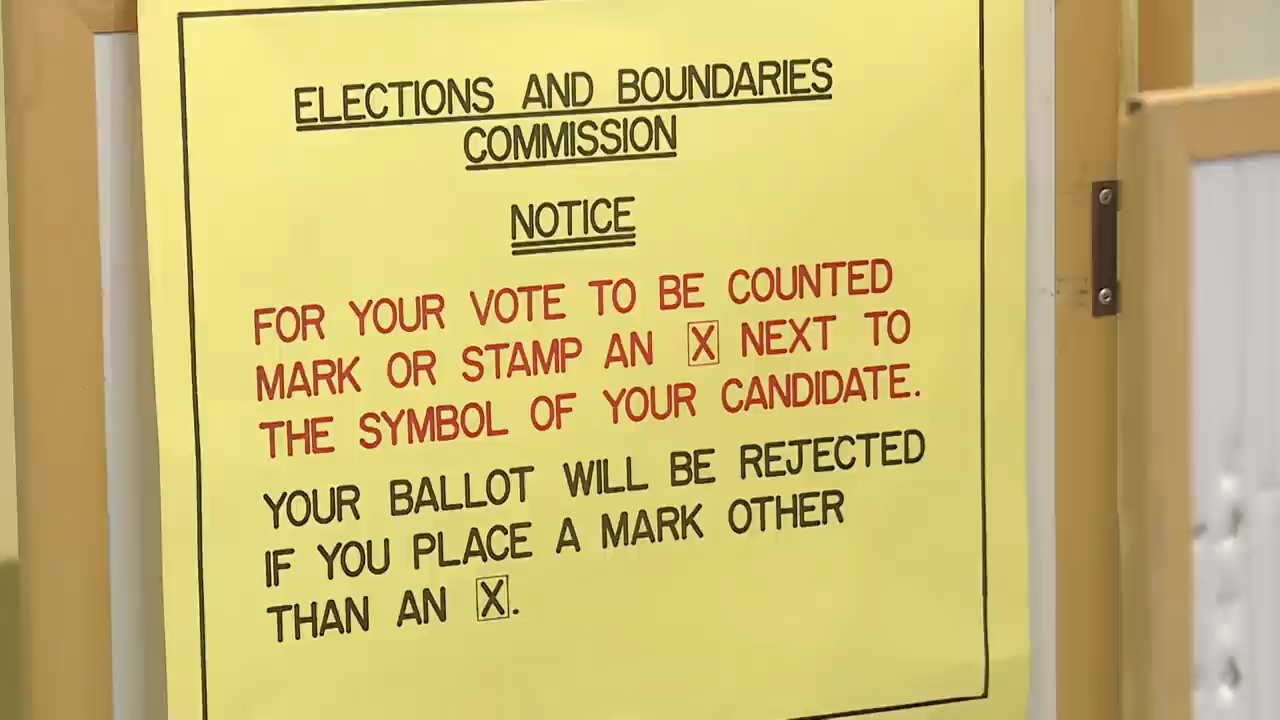 ELECTIONS AND BOUNDARIES
COMMISSION
NOTICE
FOR YOUR VOTE TO BE COUNTED
MARK OR STAMP AN X NEXT TO
THE SYMBOL OF YOUR CANDIDATE.
YOUR BALLOT WILL BE REJECTED
IF YOU PLACE A MARK OTHER
THAN AN X.